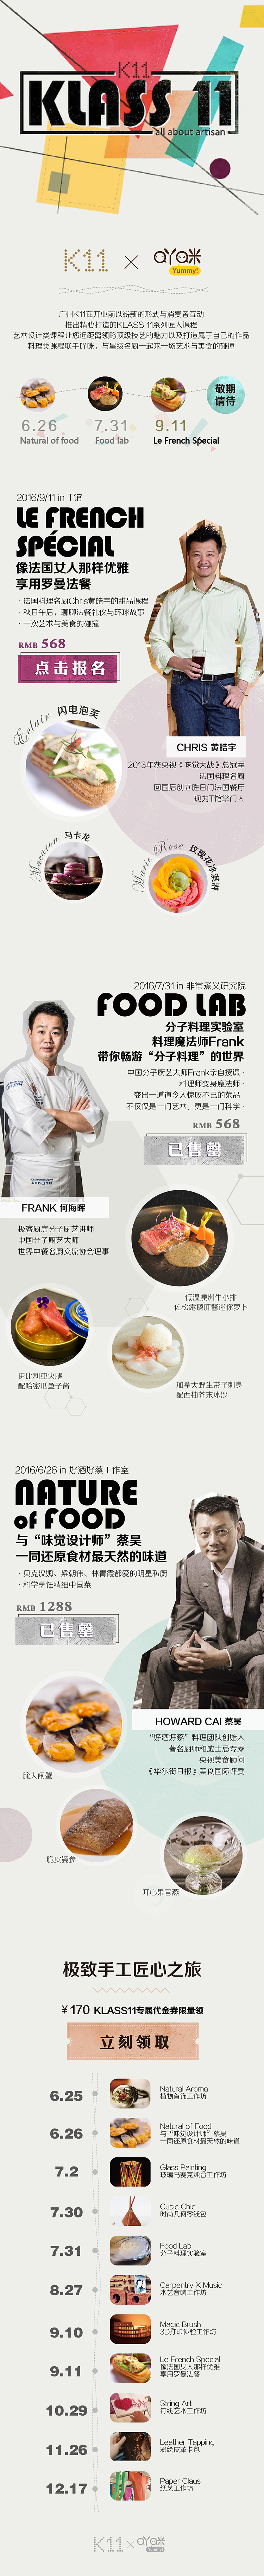 K11
KLASS 11
all about artisan
K11 × 吖咪
Yummy!
广州K11在开业前以崭新的形式与消费者互动
推出精心打造的KLASS 11系列匠人课程
艺术设计类课程让您近距离领略顶级技艺的魅力以及打造属于自己的作品
料理类课程联手吖咪，与星级名厨一起来一场艺术与美食的碰撞
6.26
Natural of food
7.31
Food lab
9.11
Le French Special
敬期
请待
2016/9/11 in T馆
LE FRENCH
SPÉCIAL
像法国女人那样优雅
享用罗曼法餐
· 法国料理名厨Chris黄皓宇的甜品课程
· 秋日午后，聊聊法餐礼仪与环球故事
· 一次艺术与美食的碰撞
RMB 568
点击报名
CHRIS 黄皓宇
2013年获央视《味觉大战》总冠军
法国料理名厨
回国后创立胜日门法国餐厅
现为T馆掌门人
Eclair 闪电泡芙
Macaron 马卡龙
Marie Rose 玫瑰花冰淇淋
2016/7/31 in 非常煮义研究院
FOOD LAB
分子料理实验室
料理魔法师Frank
带你畅游“分子料理”的世界
中国分子厨艺大师Frank亲自授课 ·
料理师变身魔法师 ·
变出一道道令人惊叹不已的菜品
不仅仅是一门艺术、更是一门科学 ·
RMB 568
已售罄
FRANK 何海晖
极客厨房分子厨艺讲师
中国分子厨艺大师
世界中餐名厨交流协会理事
低温澳洲牛小排
佐松露鹅肝酱迷你萝卜
伊比利亚火腿
配哈密瓜鱼子酱
加拿大野生带子刺身
配西柚芥末冰沙
2016/6/26 in 好酒好蔡工作室
NATURE
of FOOD
与“味觉设计师”蔡昊
一同还原食材最天然的味道
· 贝克汉姆、梁朝伟、林青霞都爱的明星私厨
· 科学烹饪精细中国菜
RMB 1288
已售罄
HOWARD CAI 蔡昊
“好酒好蔡”料理团队创始人
著名厨师和威士忌专家
央视美食顾问
《华尔街日报》美食国际评委
腌大闸蟹
脆皮婆参
开心果官燕
极致手工匠心之旅
￥170 KLASS11专属代金券限量领
立刻领取
6.25
Natural Aroma
植物首饰工作坊
6.26
Natural of Food
与“味觉设计师”蔡昊
一同还原食材最天然的味道
7.2
Glass Painting
玻璃马赛克烛台工作坊
7.30
Cubic Chic
时尚几何零钱包
7.31
Food Lab
分子料理实验室
8.27
Carpentry X Music
木艺音响工作坊
9.10
Magic Brush
3D打印体验工作坊
9.11
Le French Special
像法国女人那样优雅
享用罗曼法餐
10.29
String Art
钉线艺术工作坊
11.26
Leather Tapping
彩绘皮革卡包
12.17
Paper Claus
纸艺工作坊
K11 × 吖咪
Yummy!